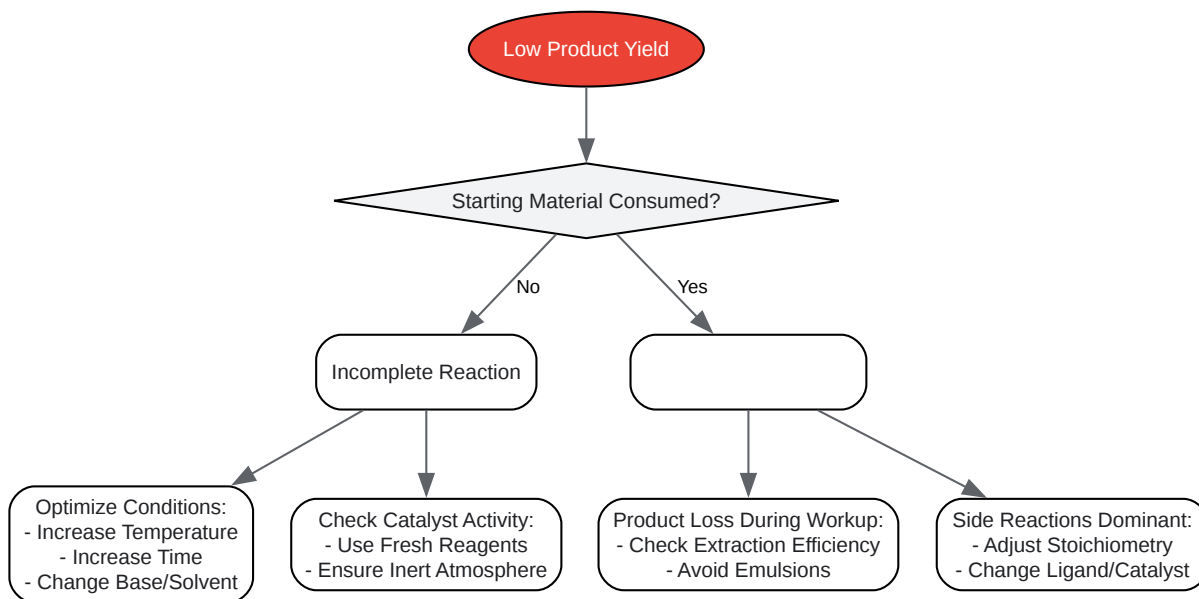 Low Product Yield
Starting Material Consumed?
No
Yes
Incomplete Reaction
Optimize Conditions:
- Increase Temperature
- Increase Time
- Change Base/Solvent
Check Catalyst Activity:
- Use Fresh Reagents
- Ensure Inert Atmosphere
Product Loss During Workup:
- Check Extraction Efficiency
- Avoid Emulsions
Side Reactions Dominant:
- Adjust Stoichiometry
- Change Ligand/Catalyst